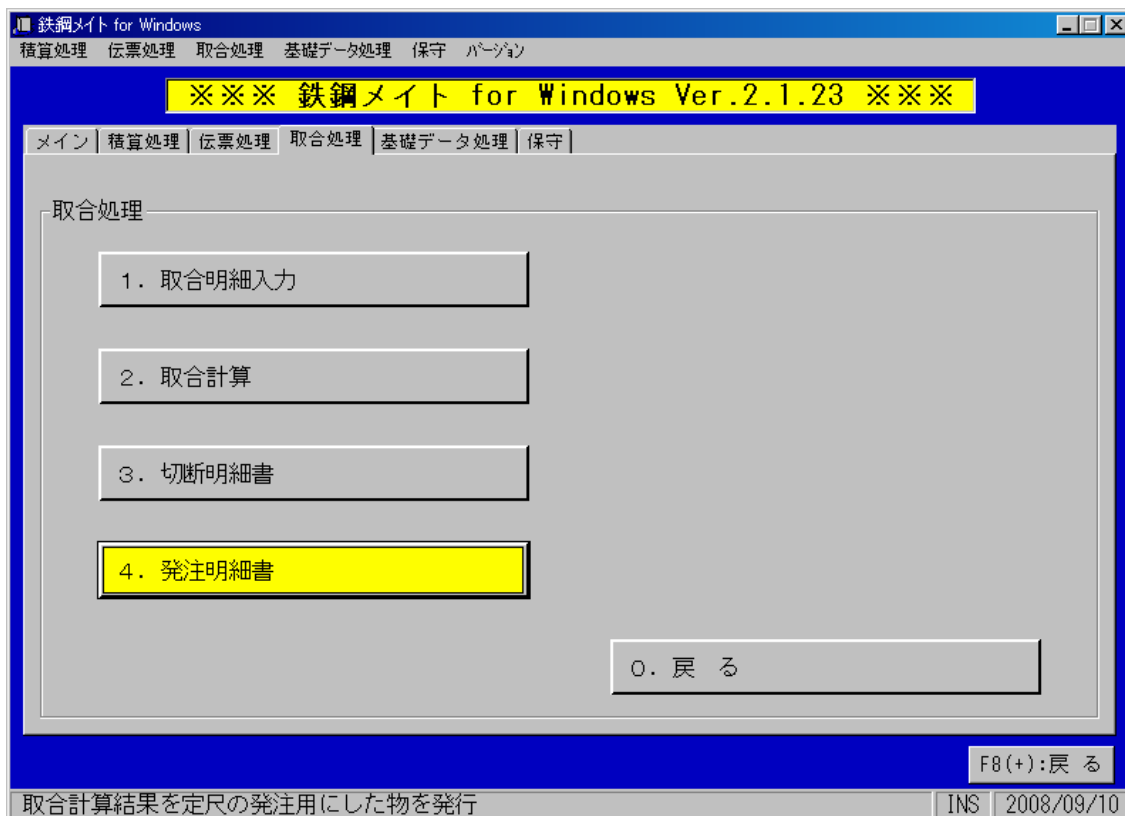 鉄鋼メイト for Windows
積算処理 伝票処理 取合処理 基礎データ処理 保守 バージョン
※※※ 鉄鋼メイト for Windows Ver.2.1.23 ※※※
メイン 積算処理 伝票処理 取合処理 基礎データ処理 保守
取合処理
1. 取合明細入力
2. 取合計算
3. 切断明細書
4. 発注明細書
0. 戻 る
F8(+):戻 る
取合計算結果を定尺の発注用にした物を発行 INS 2008/09/10